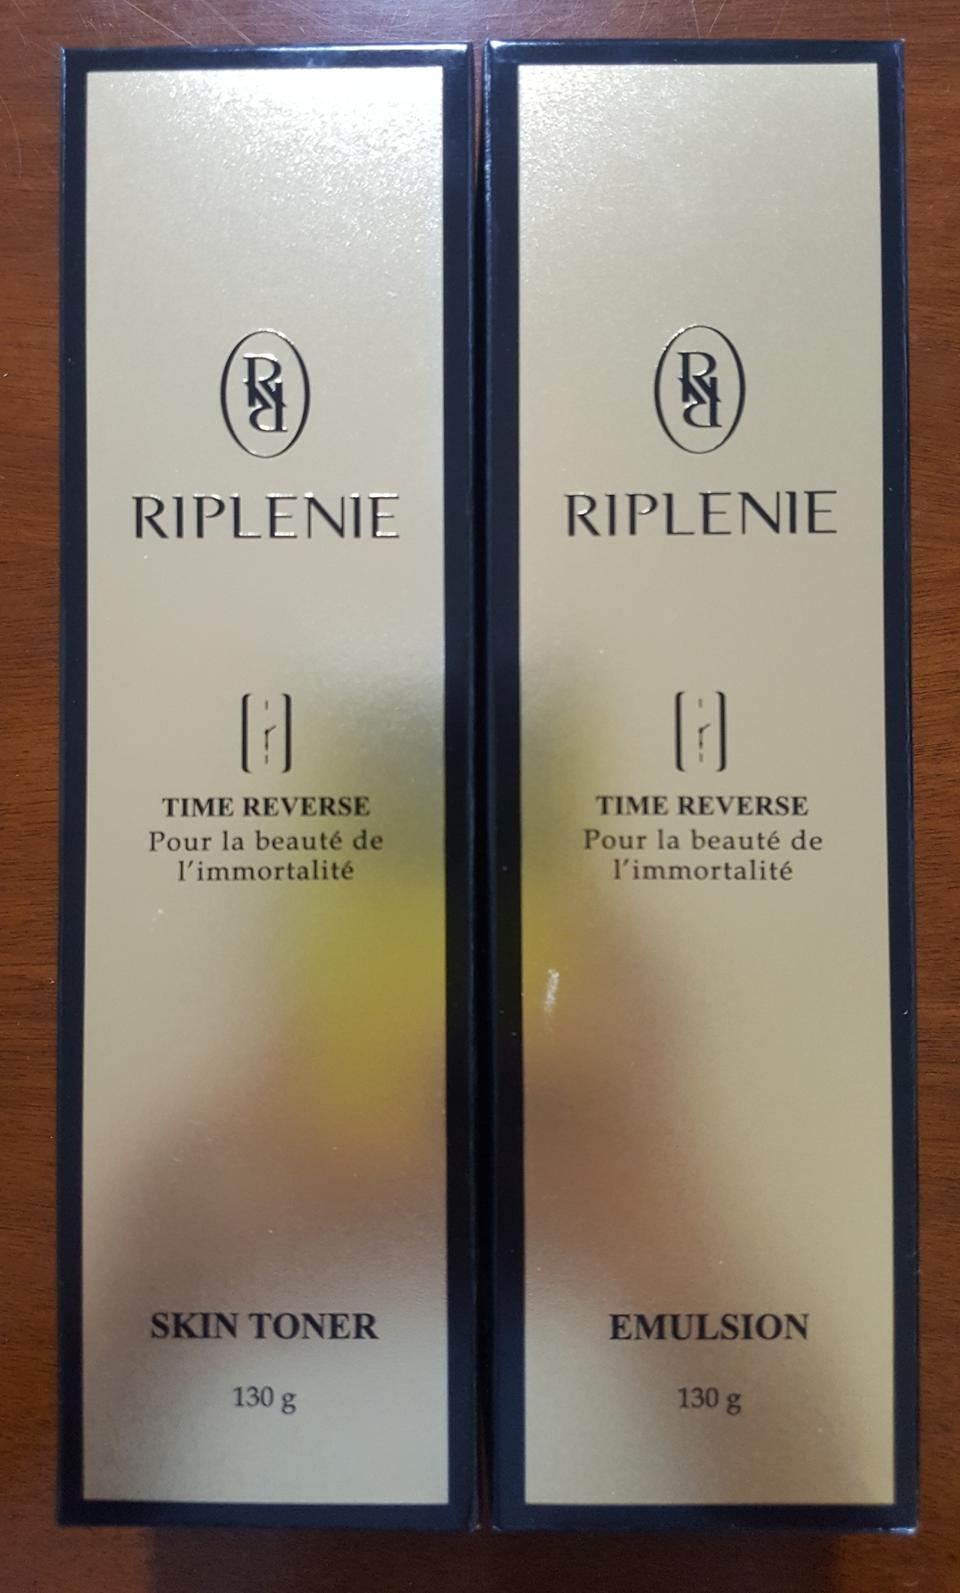 RIPLENIE
TIME REVERSE
Pour la beauté de
l'immortalité
SKIN TONER
130 g
RIPLENIE
TIME REVERSE
Pour la beauté de
l'immortalité
EMULSION
130 g